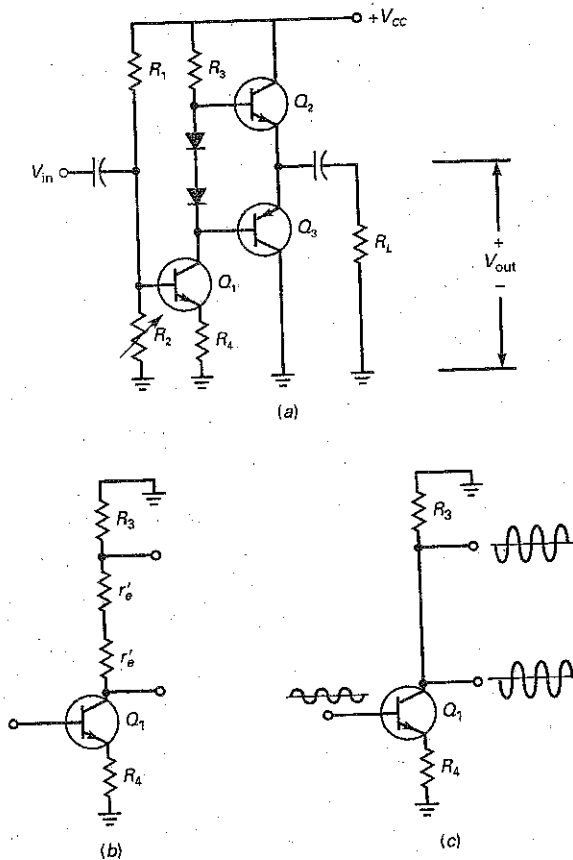 +V_CC
R_1
R_3
Q_2
V_in
Q_3
R_L
+
V_out
−
Q_1
R_2
R_4
(a)
R_3
r′_e
r′_e
Q_1
R_4
(b)
R_3
Q_1
R_4
(c)